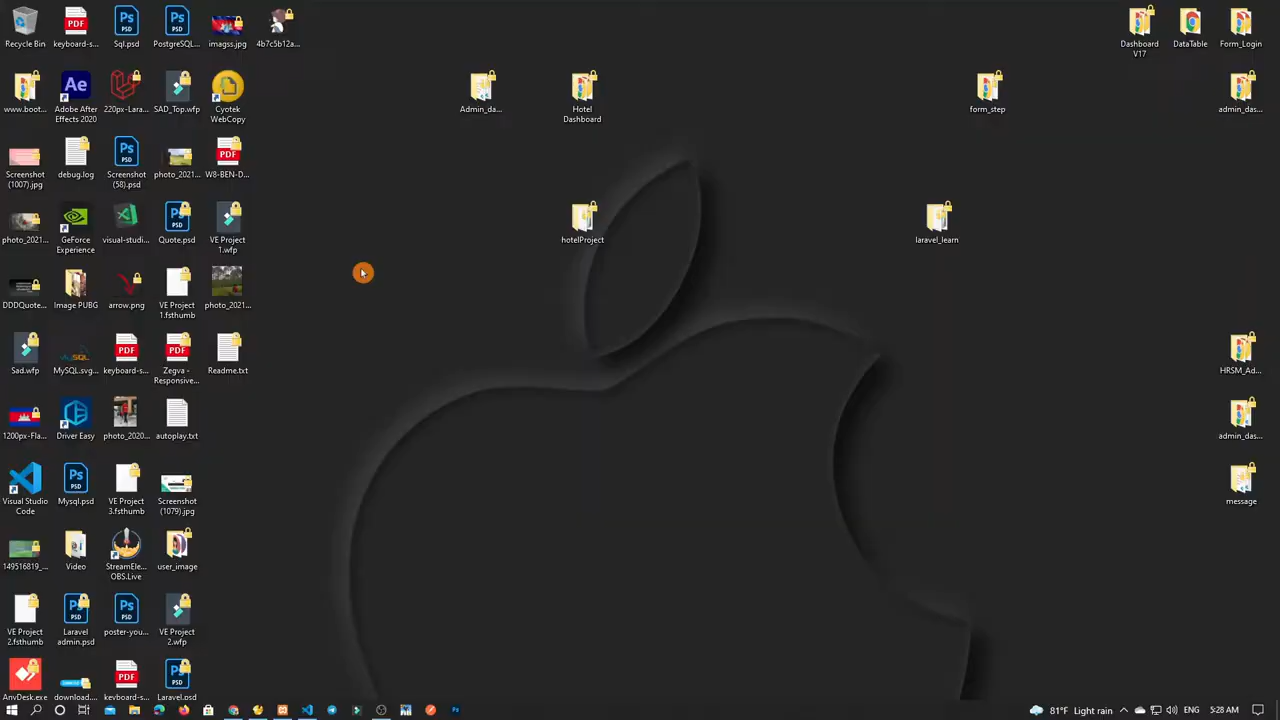 Recycle Bin
keyboard-s...
Sql.psd
PostgreSQL...
imagss.jpg
4b7c5b12a...
Dashboard
V17
DataTable
Form_Login
www.boot...
Adobe After
Effects 2020
220px-Lara...
SAD_Top.wfp
Cyotek
WebCopy
Admin_da...
Hotel
Dashboard
form_step
admin_das...
Screenshot
(1007).jpg
debug.log
Screenshot
(58).psd
photo_2021...
W8-BEN-D...
photo_2021...
GeForce
Experience
visual-studi...
Quote.psd
VE Project
1.wfp
hotelProject
laravel_learn
DDDQuote...
Image PUBG
arrow.png
VE Project
1.fsthumb
photo_2021...
Sad.wfp
MySQL.svg...
keyboard-s...
Zegva -
Responsive...
Readme.txt
HRSM_Ad...
1200px-Fla...
Driver Easy
photo_2020...
autoplay.txt
admin_das...
Visual Studio
Code
Mysql.psd
VE Project
3.fsthumb
Screenshot
(1079).jpg
message
149516819_...
Video
StreamEle...
OBS.Live
user_image
VE Project
2.fsthumb
Laravel
admin.psd
poster-you...
VE Project
2.wfp
AnyDesk.exe
download....
keyboard-s...
Laravel.psd
81°F Light rain
ENG
5:28 AM